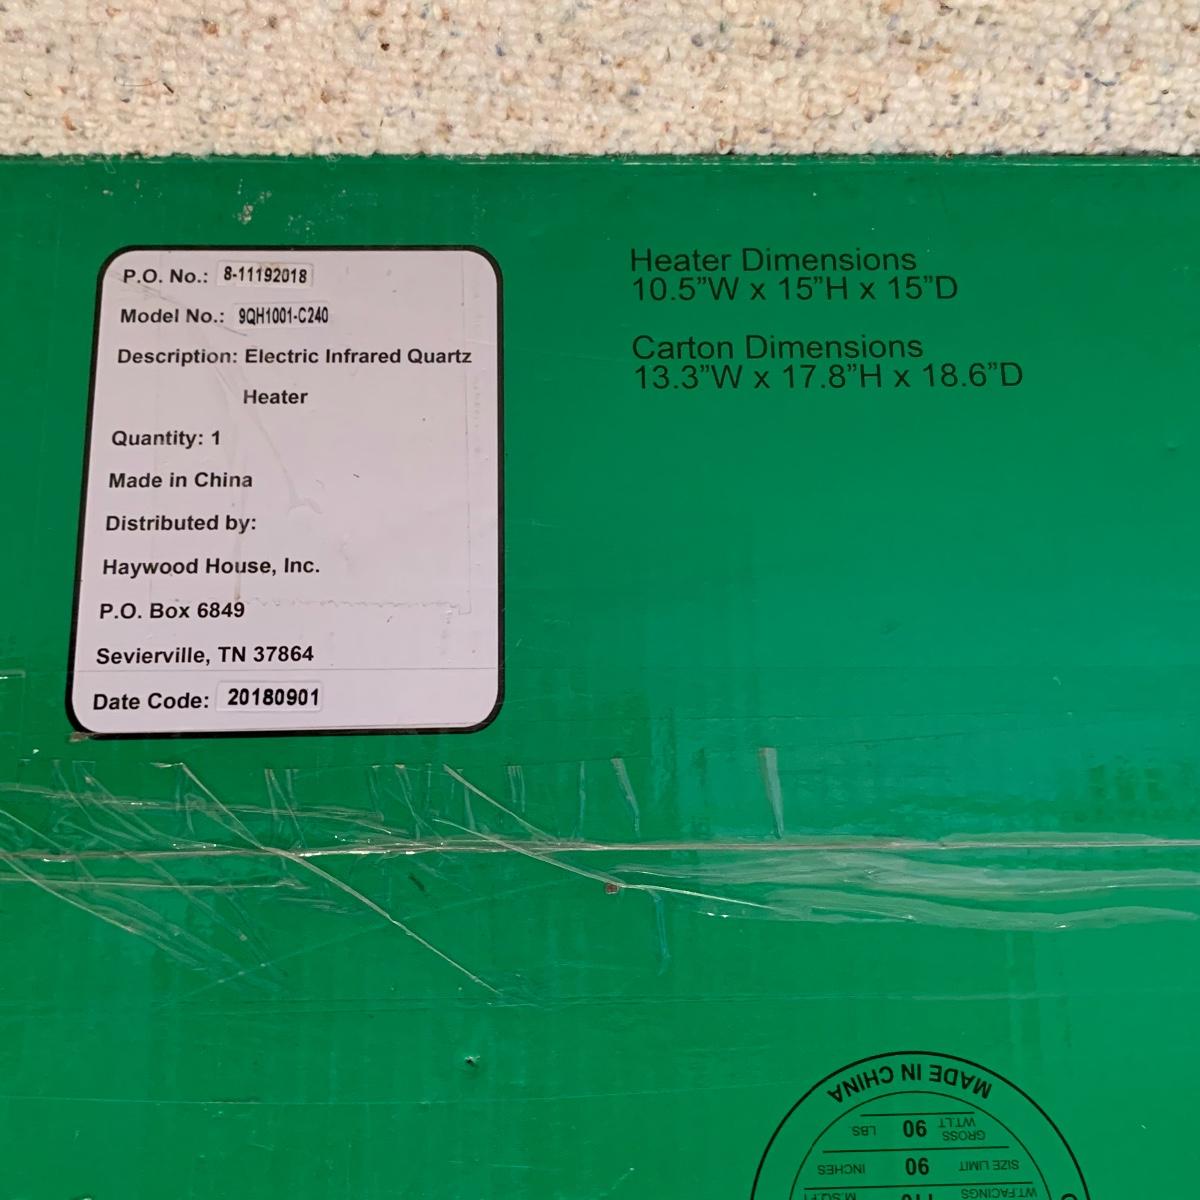 P.O. No.: 8-11192018
Model No.: 9QH1001-C240
Description: Electric Infrared Quartz
Heater
Quantity: 1
Made in China
Distributed by:
Haywood House, Inc.
P.O. Box 6849
Sevierville, TN 37864
Date Code: 20180901
Heater Dimensions
10.5”W x 15”H x 15”D
Carton Dimensions
13.3”W x 17.8”H x 18.6”D
MADE IN CHINA
GROSS WT.LT 90 LBS
SIZE LIMIT 90 INCHES
WT.FACINGS